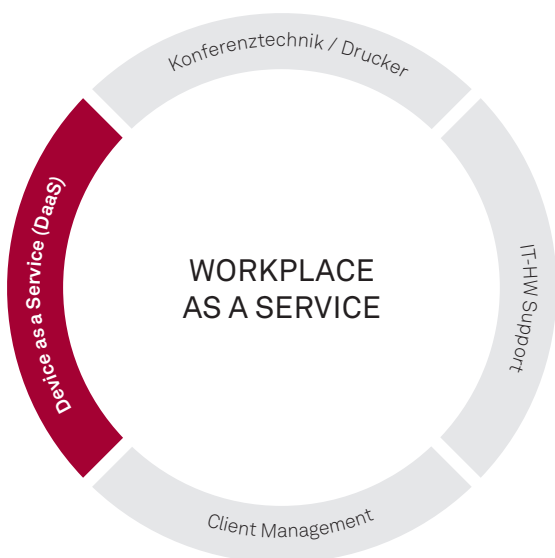 Konferenztechnik / Drucker
Device as a Service (DaaS)
WORKPLACE
AS A SERVICE
IT-HW Support
Client Management